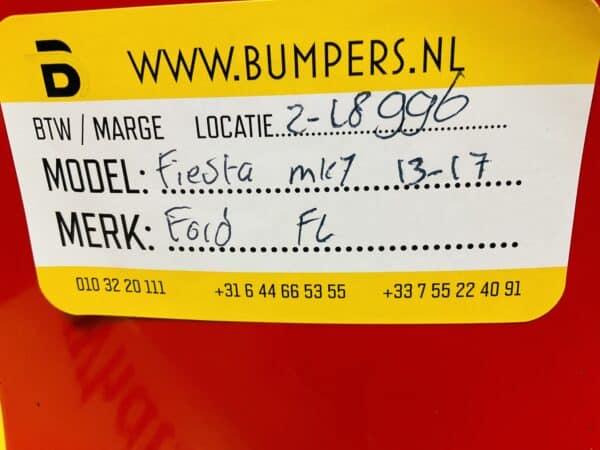 WWW.BUMPERS.NL
BTW / MARGE LOCATIE 2-L8996
MODEL: Fiesta mk7 13-17
MERK: Ford FL
010 32 20 111 +31 6 44 66 53 55 +33 7 55 22 40 91